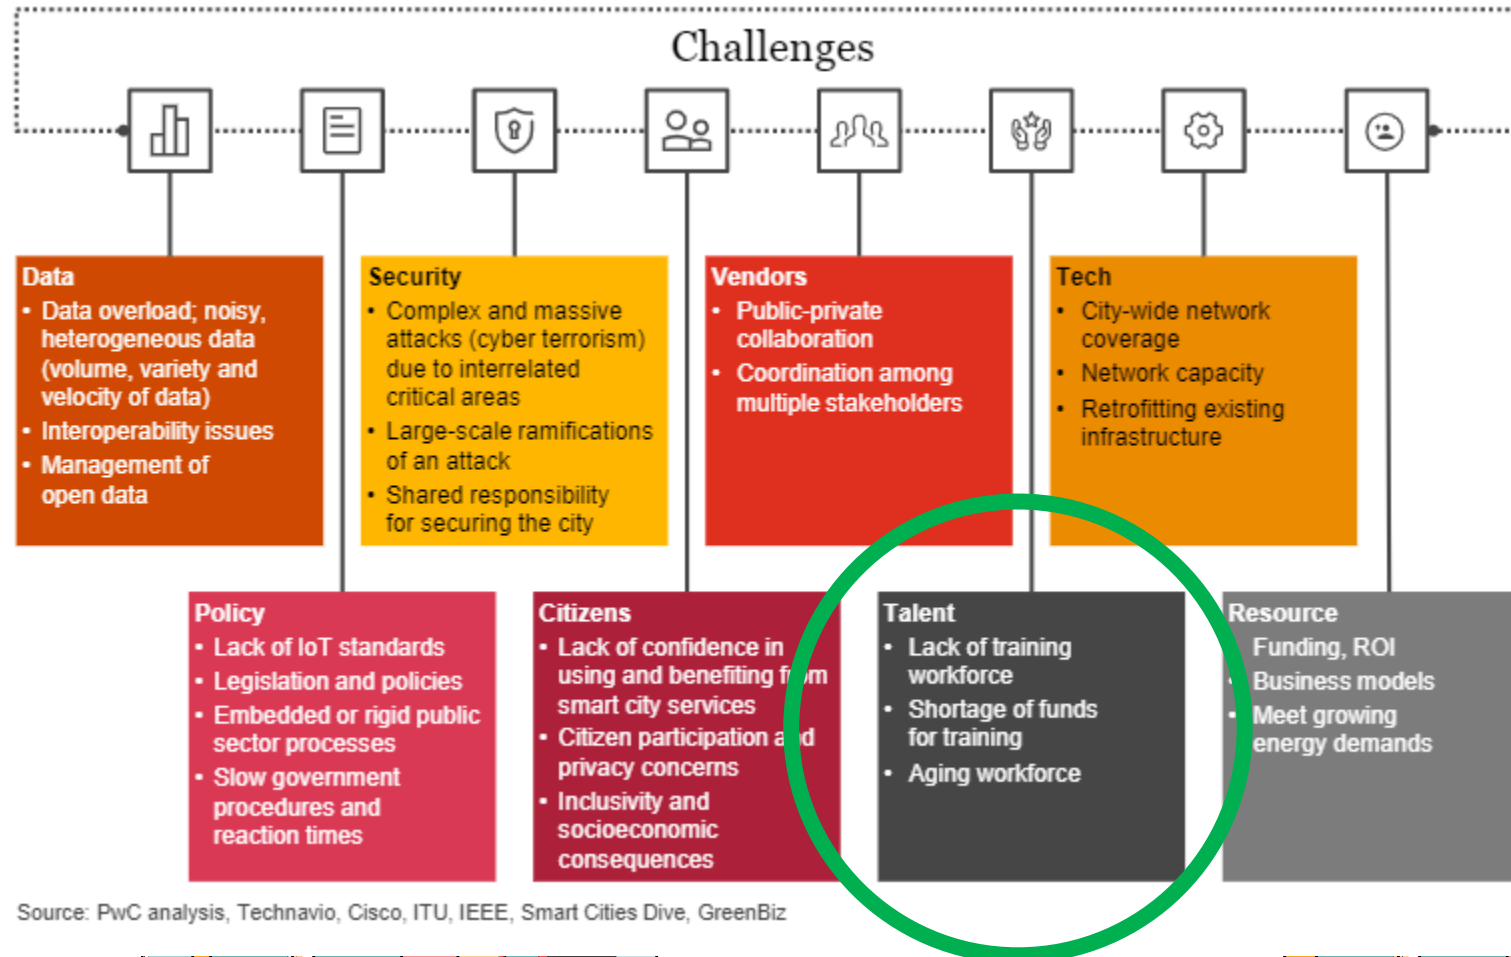 Challenges
Data
• Data overload; noisy,
heterogeneous data
(volume, variety and
velocity of data)
• Interoperability issues
• Management of
open data
Security
• Complex and massive
attacks (cyber terrorism)
due to interrelated
critical areas
• Large-scale ramifications
of an attack
• Shared responsibility
for securing the city
Vendors
• Public-private
collaboration
• Coordination among
multiple stakeholders
Tech
• City-wide network
coverage
• Network capacity
• Retrofitting existing
infrastructure
Policy
• Lack of IoT standards
• Legislation and policies
• Embedded or rigid public
sector processes
• Slow government
procedures and
reaction times
Citizens
• Lack of confidence in
using and benefiting from
smart city services
• Citizen participation and
privacy concerns
• Inclusivity and
socioeconomic
consequences
Talent
• Lack of training
workforce
• Shortage of funds
for training
• Aging workforce
Resource
Funding, ROI
• Business models
• Meet growing
energy demands
Source: PwC analysis, Technavio, Cisco, ITU, IEEE, Smart Cities Dive, GreenBiz